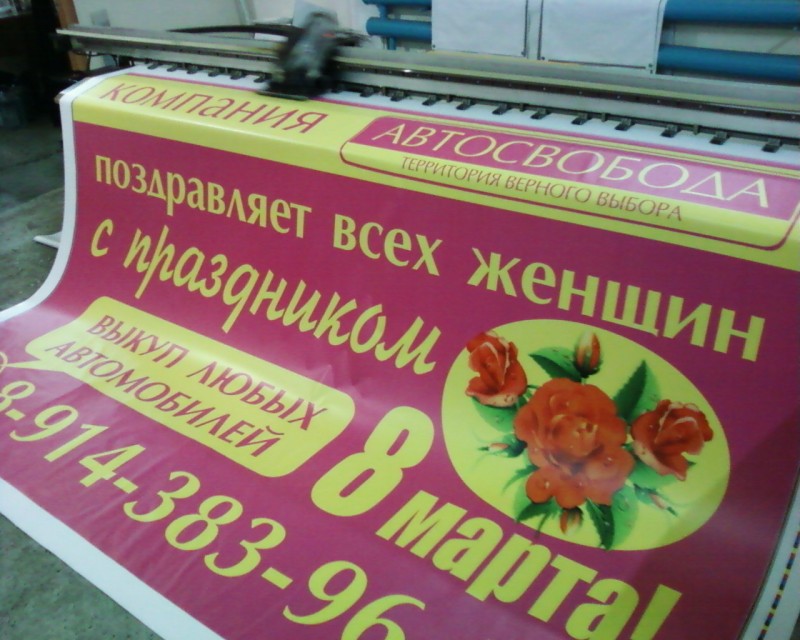 компания
АВТОСВОБОДА
ТЕРРИТОРИЯ ВЕРНОГО ВЫБОРА
поздравляет всех женщин
с праздником
8 марта!
ВЫКУП ЛЮБЫХ
АВТОМОБИЛЕЙ
8-914-383-96